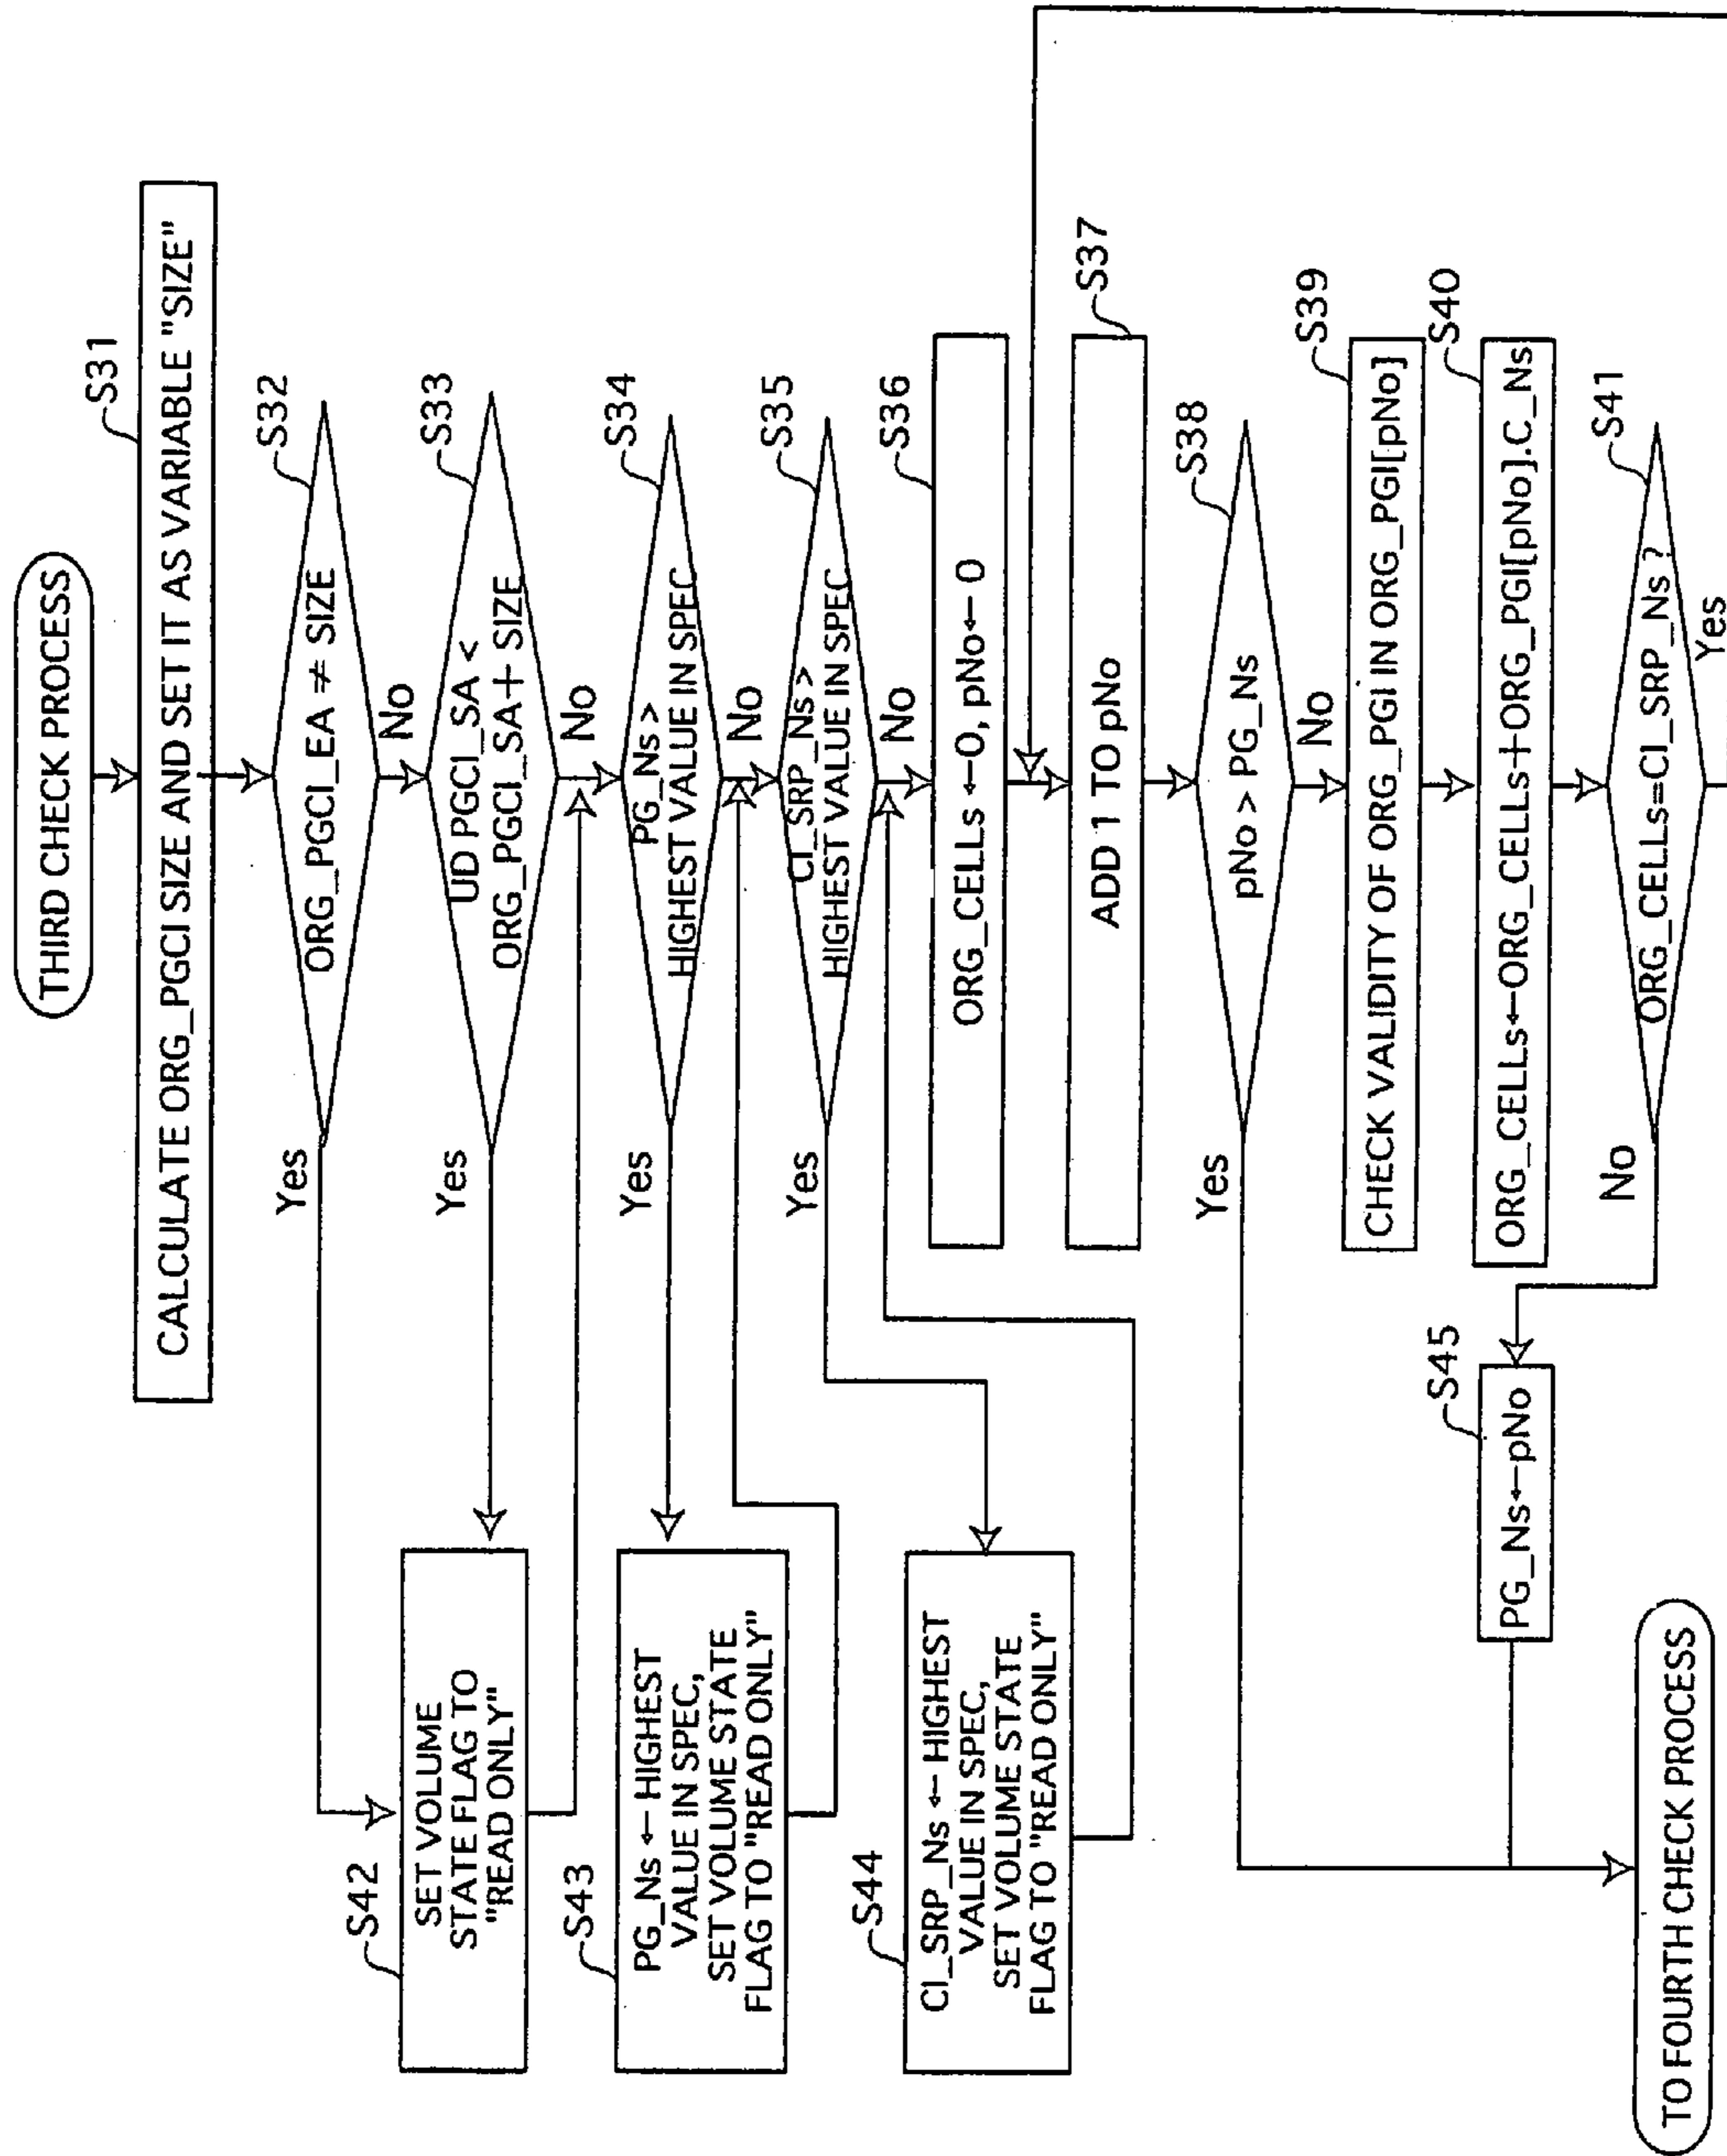 THIRD CHECK PROCESS
S31
CALCULATE ORG_PGCI SIZE AND SET IT AS VARIABLE "SIZE"
S32
ORG_PGCI_EA ≠ SIZE
Yes
No
S33
UD PGCI_SA <
ORG_PGCI_SA + SIZE
Yes
No
S42
SET VOLUME
STATE FLAG TO
"READ ONLY"
S34
PG_Ns >
HIGHEST VALUE IN SPEC
Yes
No
S43
PG_Ns ← HIGHEST
VALUE IN SPEC,
SET VOLUME STATE
FLAG TO "READ ONLY"
S35
CI_SRP_Ns >
HIGHEST VALUE IN SPEC
Yes
No
S44
CI_SRP_Ns ← HIGHEST
VALUE IN SPEC,
SET VOLUME STATE
FLAG TO "READ ONLY"
S36
ORG_CELLs ← 0, pNo ← 0
S37
ADD 1 TO pNo
S38
pNo > PG_Ns
Yes
No
S39
CHECK VALIDITY OF ORG_PGI IN ORG_PGI[pNo]
S40
ORG_CELLs←ORG_CELLs+ORG_PGI[pNo].C_Ns
S41
ORG_CELLs=CI_SRP_Ns ?
No
Yes
S45
PG_Ns←pNo
TO FOURTH CHECK PROCESS